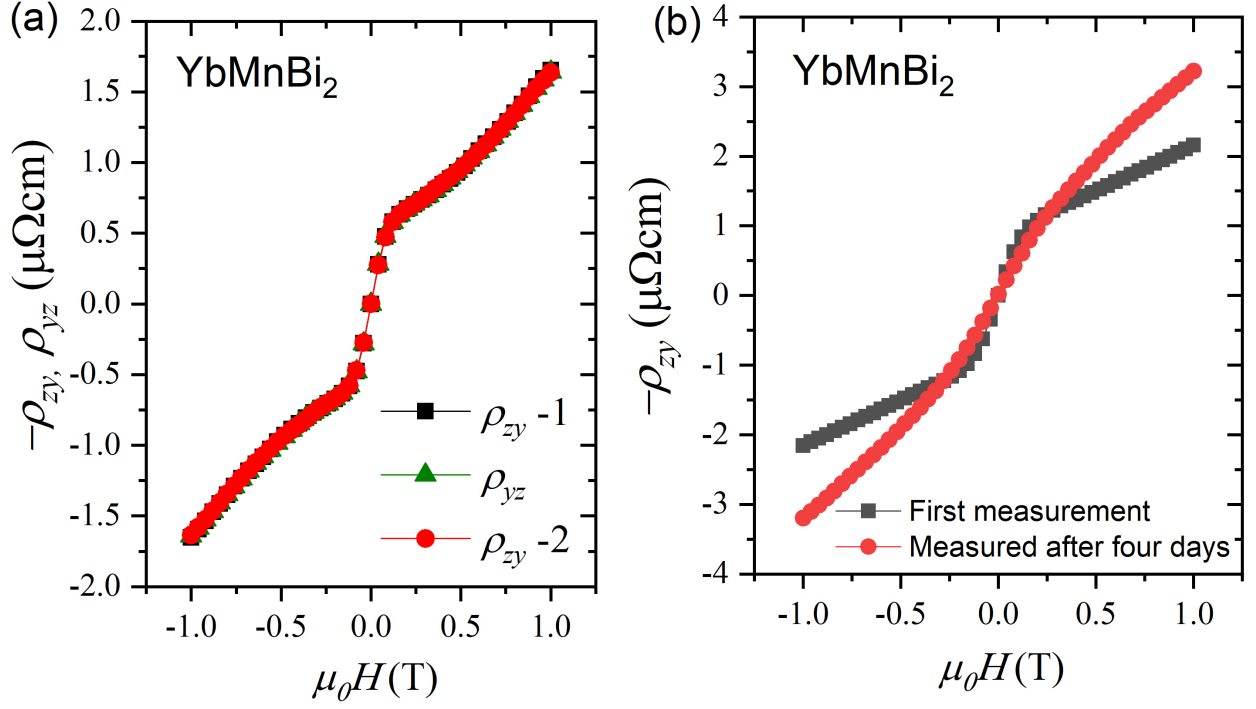 (a)
YbMnBi₂
−ρzy, ρyz (μΩcm)
2.0
1.5
1.0
0.5
0.0
-0.5
-1.0
-1.5
-2.0
ρzy -1
ρyz
ρzy -2
-1.0 -0.5 0.0 0.5 1.0
μ₀H (T)
(b)
YbMnBi₂
−ρzy (μΩcm)
4
3
2
1
0
-1
-2
-3
-4
First measurement
Measured after four days
-1.0 -0.5 0.0 0.5 1.0
μ₀H (T)